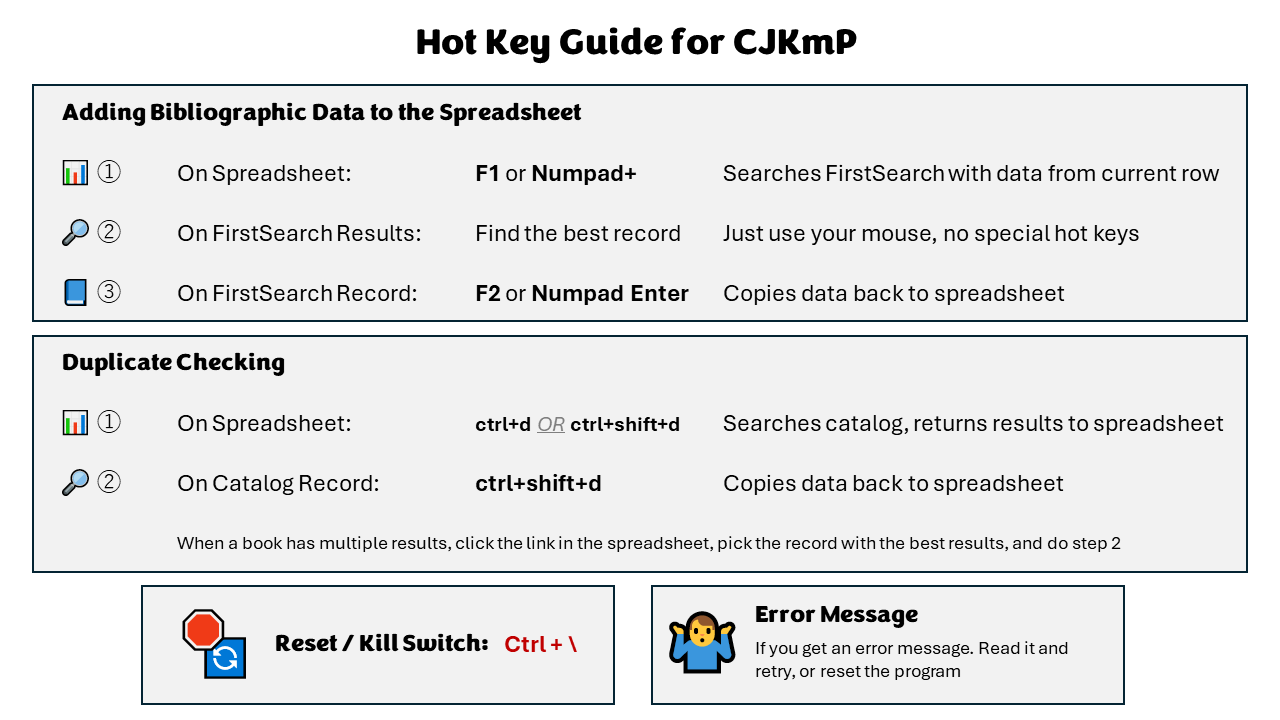 Hot Key Guide for CJKmP
Adding Bibliographic Data to the Spreadsheet
① On Spreadsheet: F1 or Numpad+ Searches FirstSearch with data from current row
② On FirstSearch Results: Find the best record Just use your mouse, no special hot keys
③ On FirstSearch Record: F2 or Numpad Enter Copies data back to spreadsheet
Duplicate Checking
① On Spreadsheet: ctrl+d OR ctrl+shift+d Searches catalog, returns results to spreadsheet
② On Catalog Record: ctrl+shift+d Copies data back to spreadsheet
When a book has multiple results, click the link in the spreadsheet, pick the record with the best results, and do step 2
Reset / Kill Switch: Ctrl + \
Error Message
If you get an error message. Read it and
retry, or reset the program